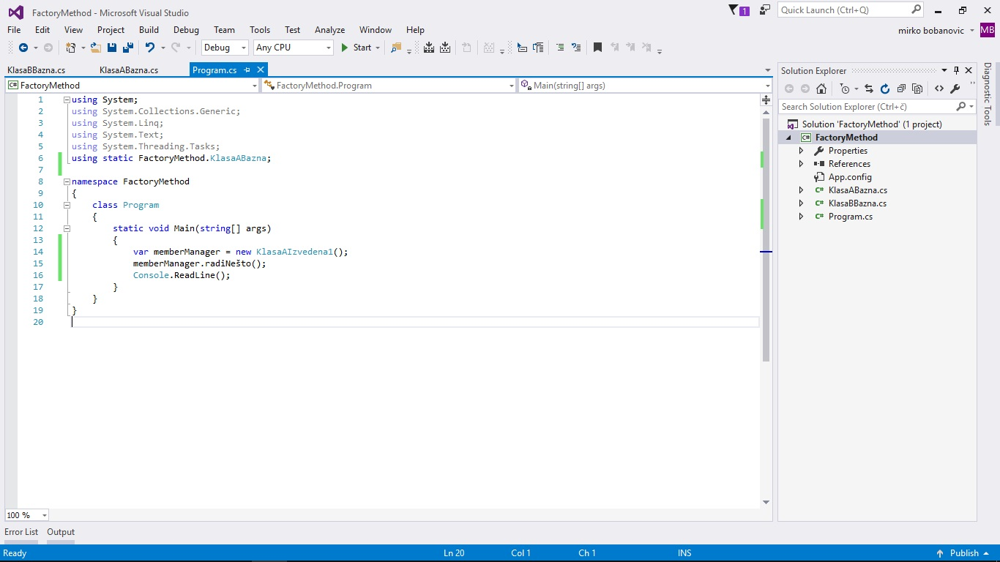 FactoryMethod - Microsoft Visual Studio
1
Quick Launch (Ctrl+Q)
File Edit View Project Build Debug Team Tools Test Analyze Window Help
mirko bobanovic MB
Debug Any CPU Start
KlasaBBazna.cs KlasaABazna.cs Program.cs
FactoryMethod FactoryMethod.Program Main(string[] args)
1 using System;
2 using System.Collections.Generic;
3 using System.Linq;
4 using System.Text;
5 using System.Threading.Tasks;
6 using static FactoryMethod.KlasaABazna;
7
8 namespace FactoryMethod
9 {
10 class Program
11 {
12 static void Main(string[] args)
13 {
14 var memberManager = new KlasaAIzvedena1();
15 memberManager.radiNešto();
16 Console.ReadLine();
17 }
18 }
19 }
20
100 %
Solution Explorer
Search Solution Explorer (Ctrl+č)
Solution 'FactoryMethod' (1 project)
C# FactoryMethod
Properties
References
App.config
C# KlasaABazna.cs
C# KlasaBBazna.cs
C# Program.cs
Diagnostic Tools
Error List Output
Ready Ln 20 Col 1 Ch 1 INS Publish